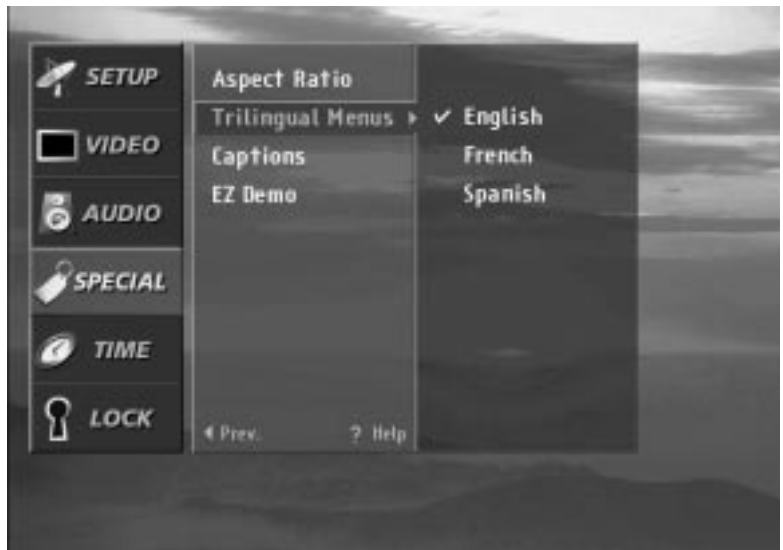 SETUP
VIDEO
AUDIO
SPECIAL
TIME
LOCK
Aspect Ratio
Trilingual Menus
Captions
EZ Demo
Prev.
? Help
English
French
Spanish